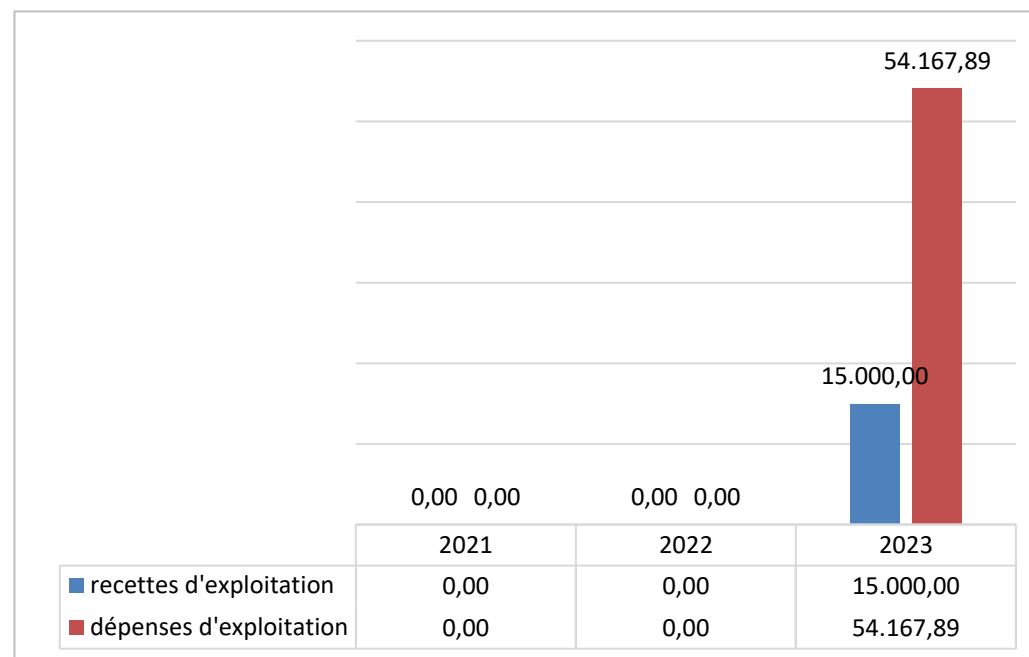 54.167,89
15.000,00
0,00 0,00 0,00 0,00
2021 2022 2023
recettes d'exploitation 0,00 0,00 15.000,00
dépenses d'exploitation 0,00 0,00 54.167,89